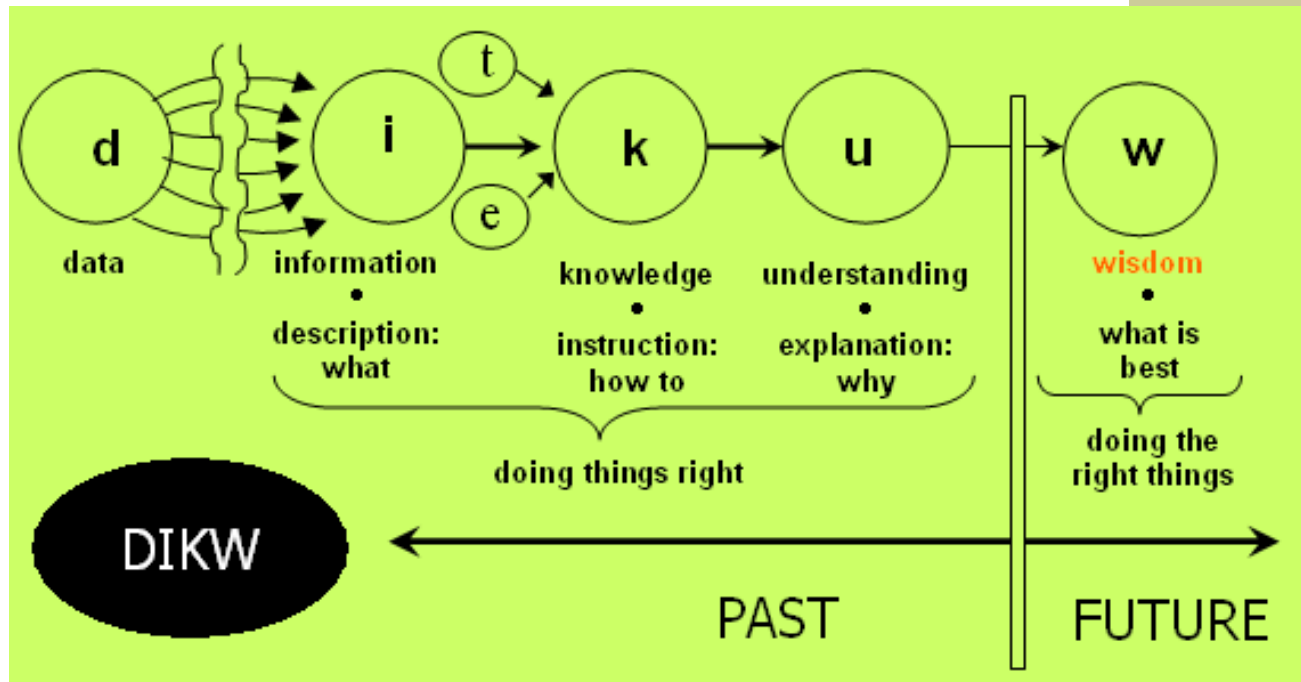 t
d
i
k
u
w
e
data
information
knowledge
understanding
wisdom
description:
what
instruction:
how to
explanation:
why
what is
best
doing things right
doing the
right things
DIKW
PAST
FUTURE